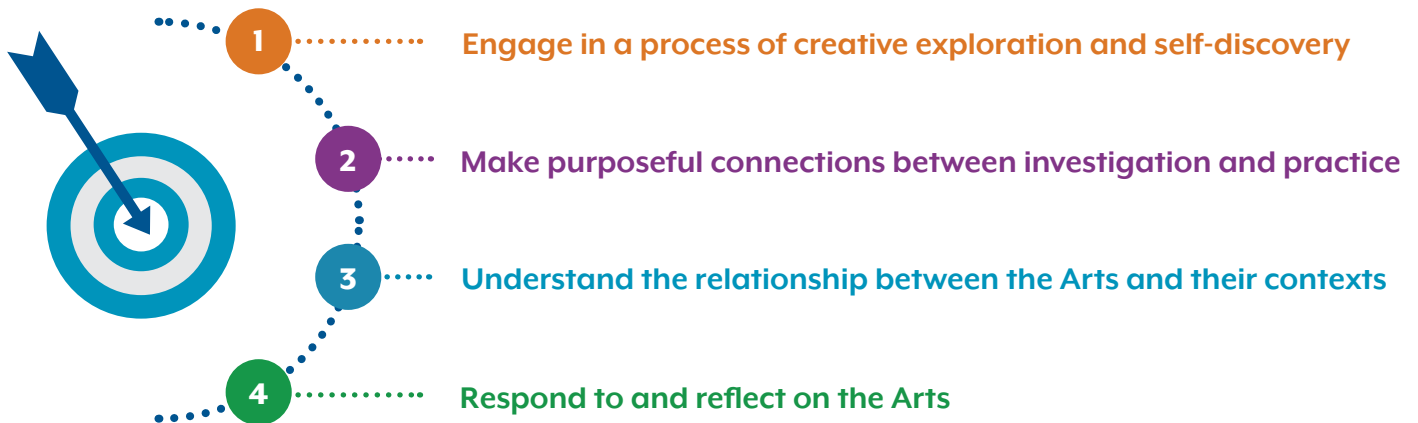 1 Engage in a process of creative exploration and self-discovery
2 Make purposeful connections between investigation and practice
3 Understand the relationship between the Arts and their contexts
4 Respond to and reflect on the Arts